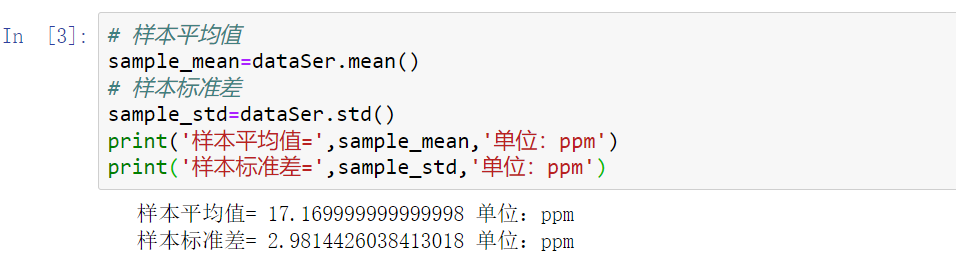 In [3]:
# 样本平均值
sample_mean=dataSer.mean()
# 样本标准差
sample_std=dataSer.std()
print('样本平均值=',sample_mean,'单位：ppm')
print('样本标准差=',sample_std,'单位：ppm')
样本平均值= 17.169999999999998 单位：ppm
样本标准差= 2.9814426038413018 单位：ppm